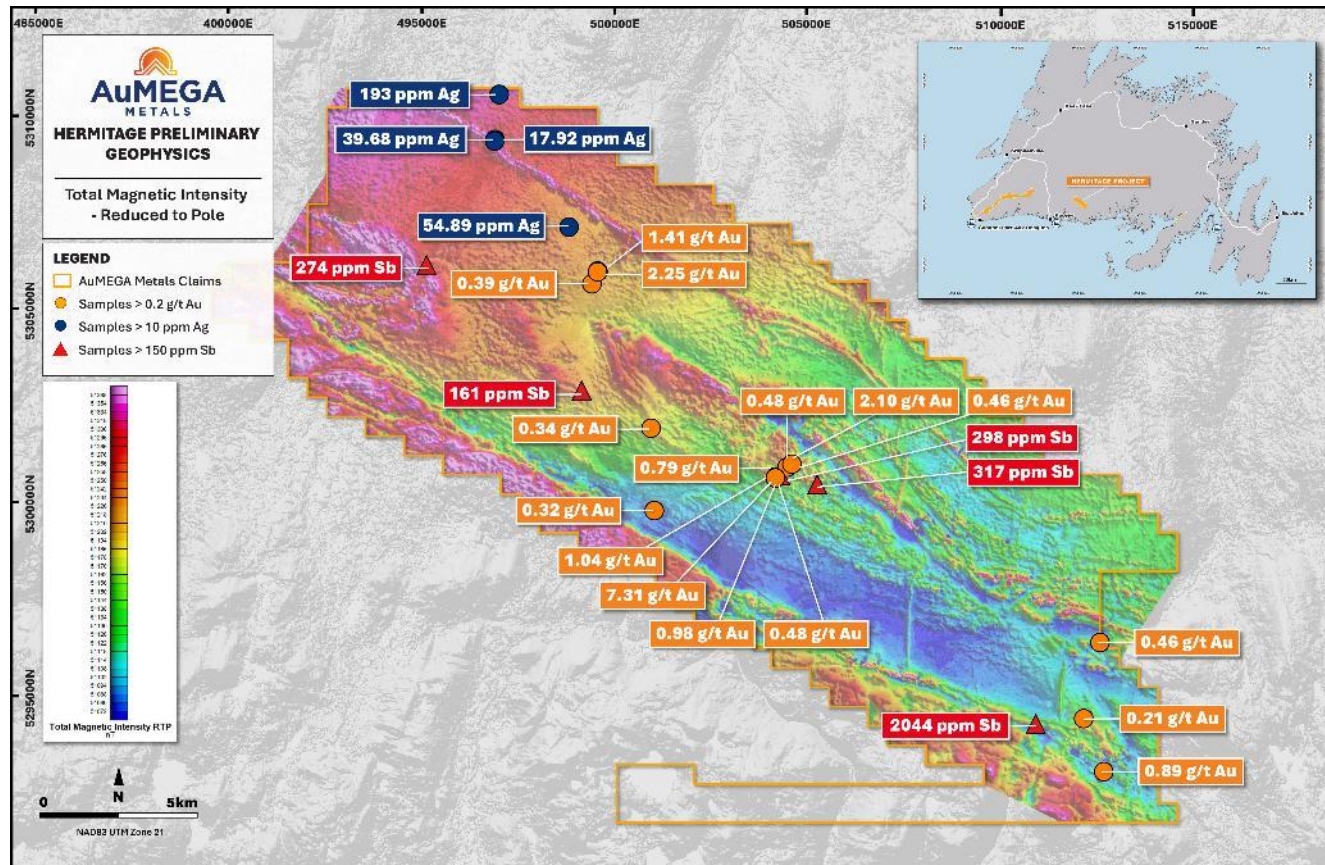 485000E
400000E
495000E
500000E
505000E
510000E
515000E
5310000N
5305000N
5300000N
5295000N
AuMEGA
METALS
HERMITAGE PRELIMINARY
GEOPHYSICS
Total Magnetic Intensity
- Reduced to Pole
LEGEND
AuMEGA Metals Claims
Samples > 0.2 g/t Au
Samples > 10 ppm Ag
Samples > 150 ppm Sb
Total Magnetic Intensity RTP
nT
0 N 5km
NAD83 UTM Zone 21
HERMITAGE PROJECT
193 ppm Ag
39.68 ppm Ag
17.92 ppm Ag
54.89 ppm Ag
274 ppm Sb
1.41 g/t Au
2.25 g/t Au
0.39 g/t Au
161 ppm Sb
0.34 g/t Au
0.48 g/t Au
2.10 g/t Au
0.46 g/t Au
298 ppm Sb
317 ppm Sb
0.79 g/t Au
0.32 g/t Au
1.04 g/t Au
7.31 g/t Au
0.98 g/t Au
0.48 g/t Au
0.46 g/t Au
2044 ppm Sb
0.21 g/t Au
0.89 g/t Au